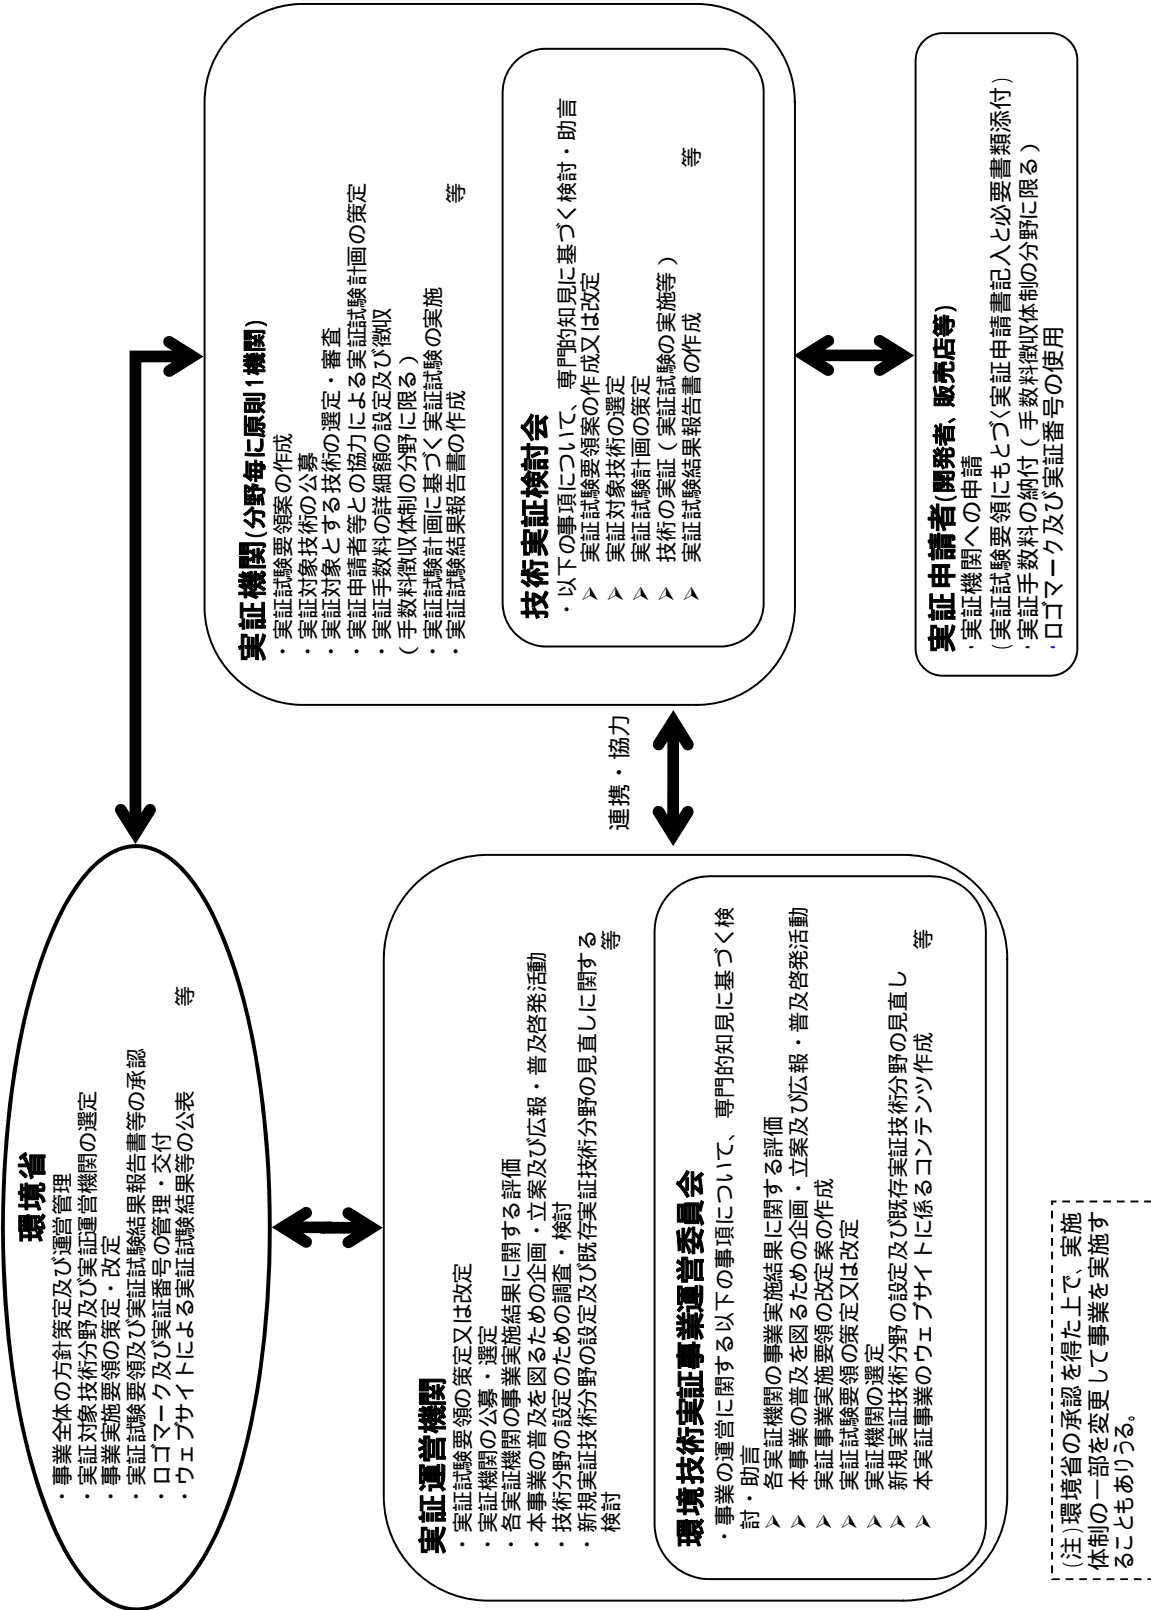 環境省
・事業全体の方針策定及び運営管理
・実証対象技術分野及び実証運営機関の選定
・事業実施要領の策定・改定
・実証試験要領及び実証試験結果報告書等の承認
・ロゴマーク及び実証番号の管理・交付
・ウェブサイトによる実証試験結果等の公表 等
実証運営機関
・実証試験要領の策定又は改定
・実証機関の公募・選定
・各実証機関の事業実施結果に関する評価
・本事業の普及を図るための企画・立案及び広報・普及啓発活動
・技術分野の設定のための調査・検討
・新規実証技術分野の設定及び既存実証技術分野の見直しに関する
検討 等
環境技術実証事業運営委員会
・事業の運営に関する以下の事項について、専門的知見に基づく検
討・助言
➢ 各実証機関の事業実施結果に関する評価
➢ 本事業の普及を図るための企画・立案及び広報・普及啓発活動
➢ 実証事業実施要領の改定案の作成
➢ 実証試験要領の策定又は改定
➢ 実証機関の選定
➢ 新規実証技術分野の設定及び既存実証技術分野の見直し
➢ 本実証事業のウェブサイトに係るコンテンツ作成 等
連携・協力
実証機関(分野毎に原則1機関)
・実証試験要領案の作成
・実証対象技術の公募
・実証対象とする技術の選定・審査
・実証申請者等との協力による実証試験計画の策定
・実証手数料の詳細額の設定及び徴収
(手数料徴収体制の分野に限る)
・実証試験計画に基づく実証試験の実施
・実証試験結果報告書の作成 等
技術実証検討会
・以下の事項について、専門的知見に基づく検討・助言
➢ 実証試験要領案の作成又は改定
➢ 実証対象技術の選定
➢ 実証試験計画の策定
➢ 技術の実証(実証試験の実施等)
➢ 実証試験結果報告書の作成 等
実証申請者(開発者、販売店等)
・実証機関への申請
(実証試験要領にもとづく実証申請書記入と必要書類添付)
・実証手数料の納付(手数料徴収体制の分野に限る)
・ロゴマーク及び実証番号の使用
(注)環境省の承認を得た上で、実施
体制の一部を変更して事業を実施す
ることもありうる。